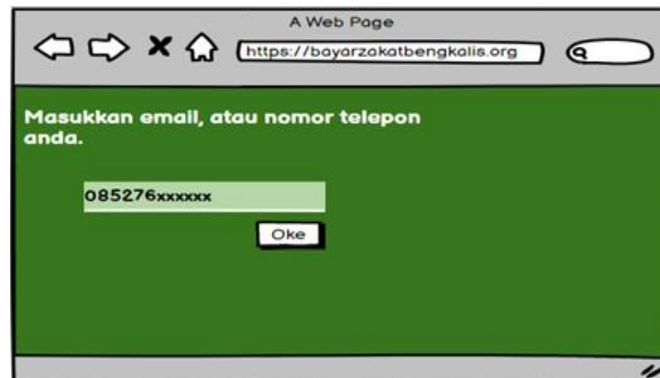 A Web Page
https://bayarzakatbengkalis.org
Masukkan email, atau nomor telepon
anda.
085276xxxxxx
Oke